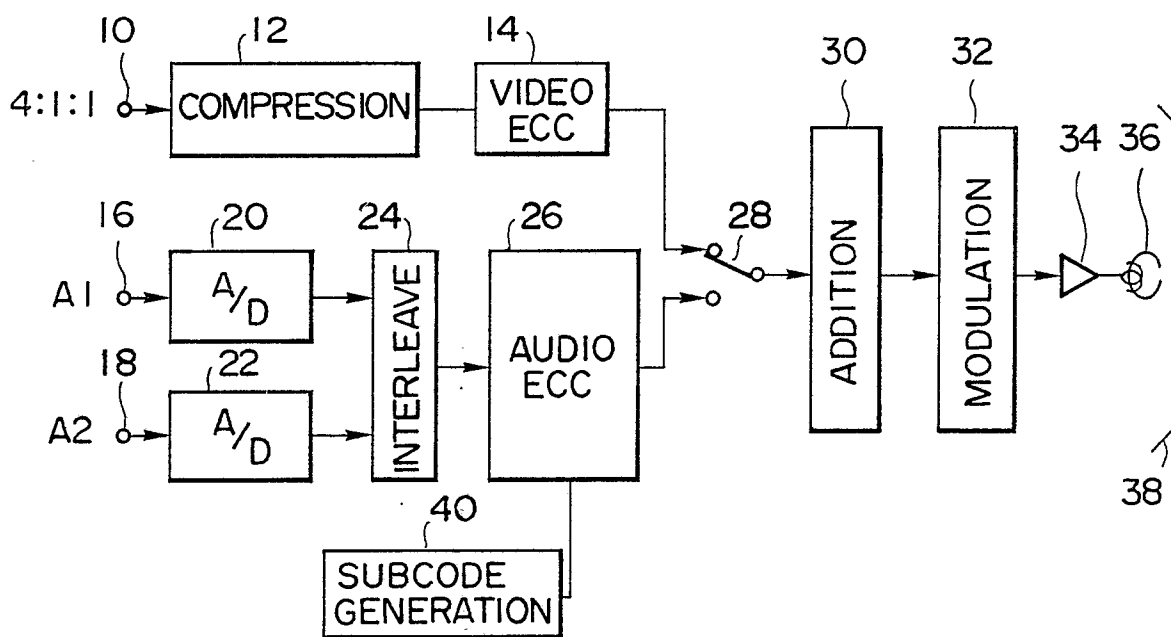 10
12
14
30
32
4:1:1
COMPRESSION
VIDEO
ECC
34
36
16
20
24
26
28
A1
A/D
INTERLEAVE
AUDIO
ECC
ADDITION
MODULATION
18
22
A2
A/D
38
40
SUBCODE
GENERATION